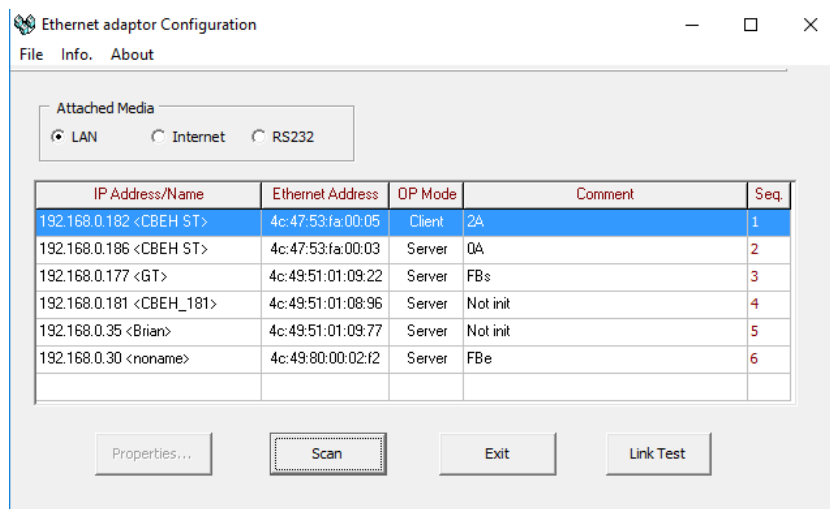 Ethernet adaptor Configuration
File Info. About
Attached Media
LAN Internet RS232
IP Address/Name Ethernet Address OP Mode Comment Seq.
192.168.0.182 <CBEH ST> 4c:47:53:fa:00:05 Client 2A 1
192.168.0.186 <CBEH ST> 4c:47:53:fa:00:03 Server 0A 2
192.168.0.177 <GT> 4c:49:51:01:09:22 Server FBs 3
192.168.0.181 <CBEH_181> 4c:49:51:01:08:96 Server Not init 4
192.168.0.35 <Brian> 4c:49:51:01:09:77 Server Not init 5
192.168.0.30 <noname> 4c:49:80:00:02:f2 Server FBe 6
Properties... Scan Exit Link Test